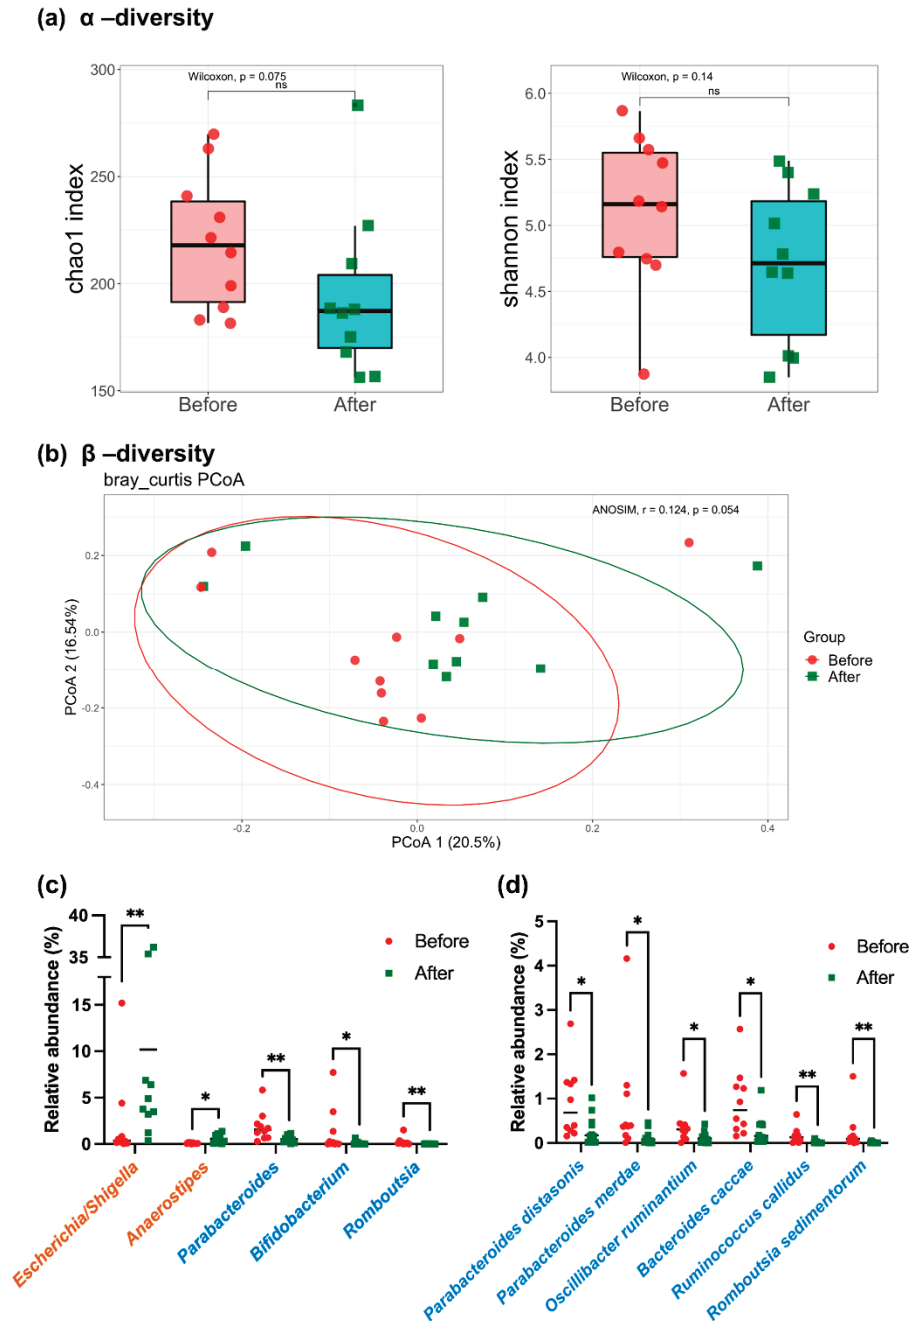 (a) α –diversity
Wilcoxon, p = 0.075
ns
300
250
200
150
chao1 index
Before
After
Wilcoxon, p = 0.14
ns
6.0
5.5
5.0
4.5
4.0
shannon index
Before
After
(b) β –diversity
bray_curtis PCoA
ANOSIM, r = 0.124, p = 0.054
0.2
0.0
-0.2
-0.4
PCoA 2 (16.54%)
-0.2
0.0
0.2
0.4
PCoA 1 (20.5%)
Group
Before
After
(c)
40
35
15
10
5
0
Relative abundance (%)
**
*
**
*
**
Before
After
Escherichia/Shigella
Anaerostipes
Parabacteroides
Bifidobacterium
Romboutsia
(d)
5
4
3
2
1
0
Relative abundance (%)
*
*
*
*
**
**
Before
After
Parabacteroides distasonis
Parabacteroides merdae
Oscillibacter ruminantium
Bacteroides caccae
Ruminococcus callidus
Romboutsia sedimentorum